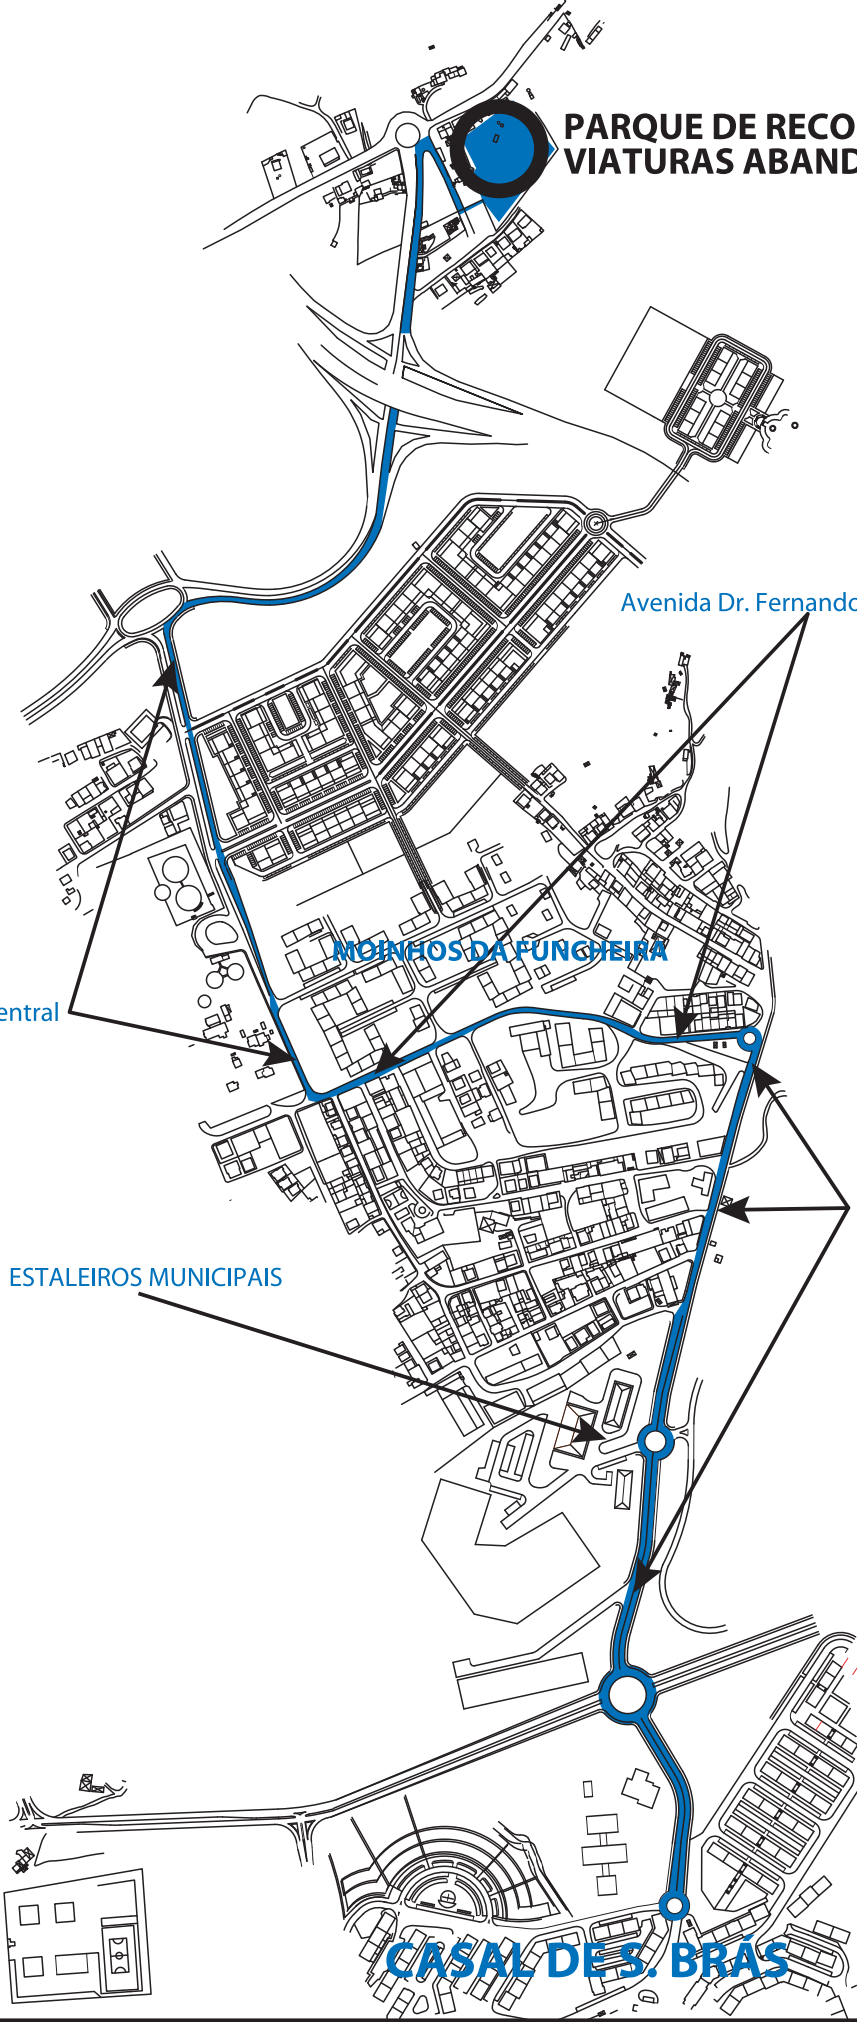 PARQUE DE RECO
VIATURAS ABAND
Avenida Dr. Fernando
MOINHOS DA FUNCHEIRA
entral
ESTALEIROS MUNICIPAIS
CASAL DE S. BRÁS